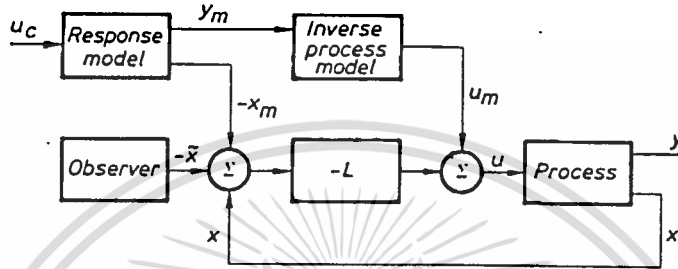 u_c
Response model
y_m
Inverse process model
-x_m
u_m
Observer
-x̃
Σ
-L
Σ
u
Process
y
x
x